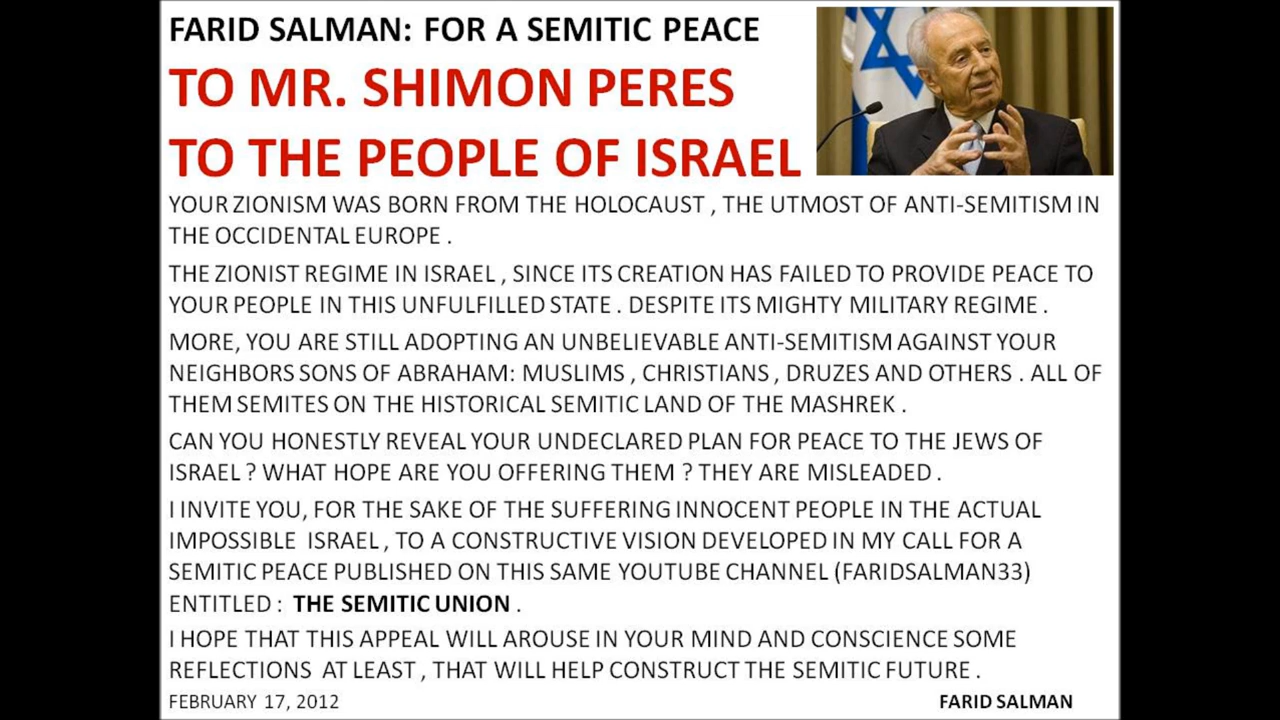 FARID SALMAN: FOR A SEMITIC PEACE
TO MR. SHIMON PERES
TO THE PEOPLE OF ISRAEL
YOUR ZIONISM WAS BORN FROM THE HOLOCAUST , THE UTMOST OF ANTI-SEMITISM IN
THE OCCIDENTAL EUROPE .
THE ZIONIST REGIME IN ISRAEL , SINCE ITS CREATION HAS FAILED TO PROVIDE PEACE TO
YOUR PEOPLE IN THIS UNFULFILLED STATE . DESPITE ITS MIGHTY MILITARY REGIME .
MORE, YOU ARE STILL ADOPTING AN UNBELIEVABLE ANTI-SEMITISM AGAINST YOUR
NEIGHBORS SONS OF ABRAHAM: MUSLIMS , CHRISTIANS , DRUZES AND OTHERS . ALL OF
THEM SEMITES ON THE HISTORICAL SEMITIC LAND OF THE MASHREK .
CAN YOU HONESTLY REVEAL YOUR UNDECLARED PLAN FOR PEACE TO THE JEWS OF
ISRAEL ? WHAT HOPE ARE YOU OFFERING THEM ? THEY ARE MISLEADED .
I INVITE YOU, FOR THE SAKE OF THE SUFFERING INNOCENT PEOPLE IN THE ACTUAL
IMPOSSIBLE ISRAEL , TO A CONSTRUCTIVE VISION DEVELOPED IN MY CALL FOR A
SEMITIC PEACE PUBLISHED ON THIS SAME YOUTUBE CHANNEL (FARIDSALMAN33)
ENTITLED : THE SEMITIC UNION .
I HOPE THAT THIS APPEAL WILL AROUSE IN YOUR MIND AND CONSCIENCE SOME
REFLECTIONS AT LEAST , THAT WILL HELP CONSTRUCT THE SEMITIC FUTURE .
FEBRUARY 17, 2012 FARID SALMAN